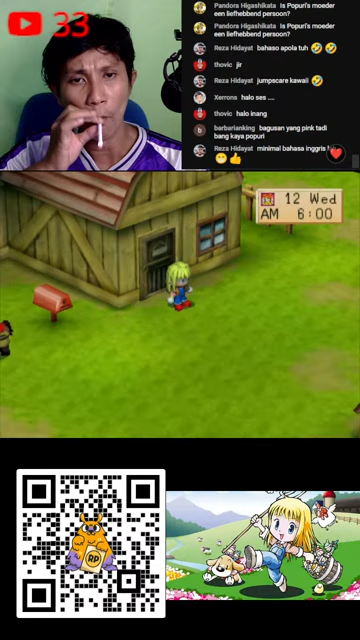 33
Pandora Higashikata Is Popuri's moeder
een liefhebbend persoon?
Pandora Higashikata Is Popuri's moeder
een liefhebbend persoon?
Reza Hidayat bahaso apola tuh
thovic jir
Reza Hidayat jumpscare kawaii
Xerrons halo ses ....
thovic halo inang
barbarianking bagusan yang pink tadi
bang kaya popuri
Reza Hidayat minimal bahasa inggris
12 Wed
AM 6:00
RP